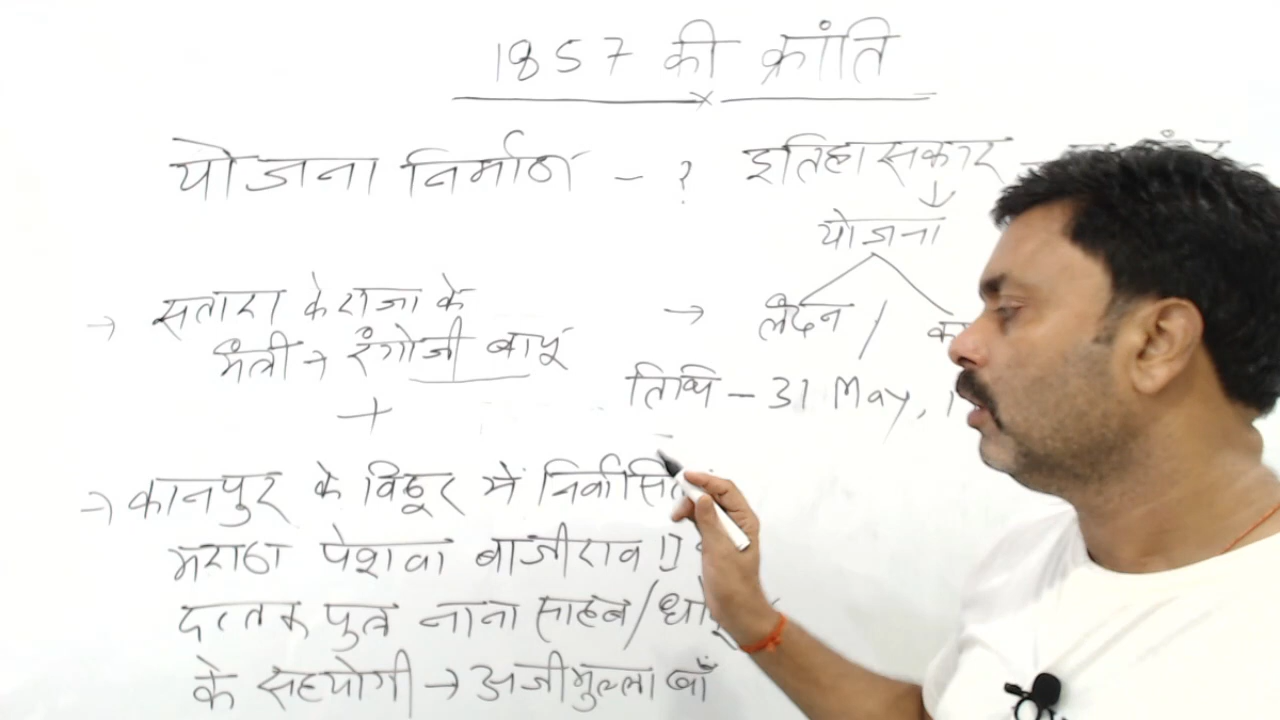 1857 की क्रांति
योजना निर्माण - ? इतिहासकार
↓
योजना
→ सतारा के राजा के
मंत्री → रंगोजी बापू
+
→ लंदन /
तिथि - 31 May,
→ कानपुर के बिठूर में निर्वासित
मराठा पेशवा बाजीराव II
दत्तक पुत्र नाना साहब /
के सहयोगी → अजीमुल्ला खाँ